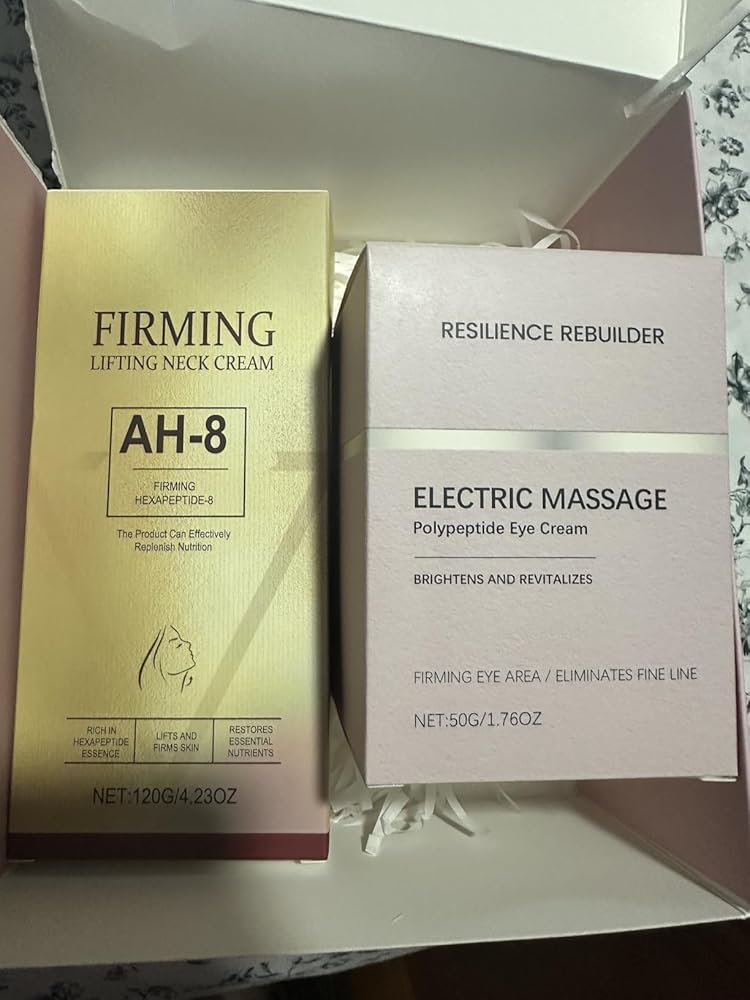 FIRMING
LIFTING NECK CREAM
AH-8
FIRMING
HEXAPEPTIDE-8
The Product Can Effectively
Replenish Nutrition
RICH IN
HEXAPEPTIDE
ESSENCE
LIFTS AND
FIRMS SKIN
RESTORES
ESSENTIAL
NUTRIENTS
NET:120G/4.23OZ
RESILIENCE REBUILDER
ELECTRIC MASSAGE
Polypeptide Eye Cream
BRIGHTENS AND REVITALIZES
FIRMING EYE AREA / ELIMINATES FINE LINE
NET:50G/1.76OZ